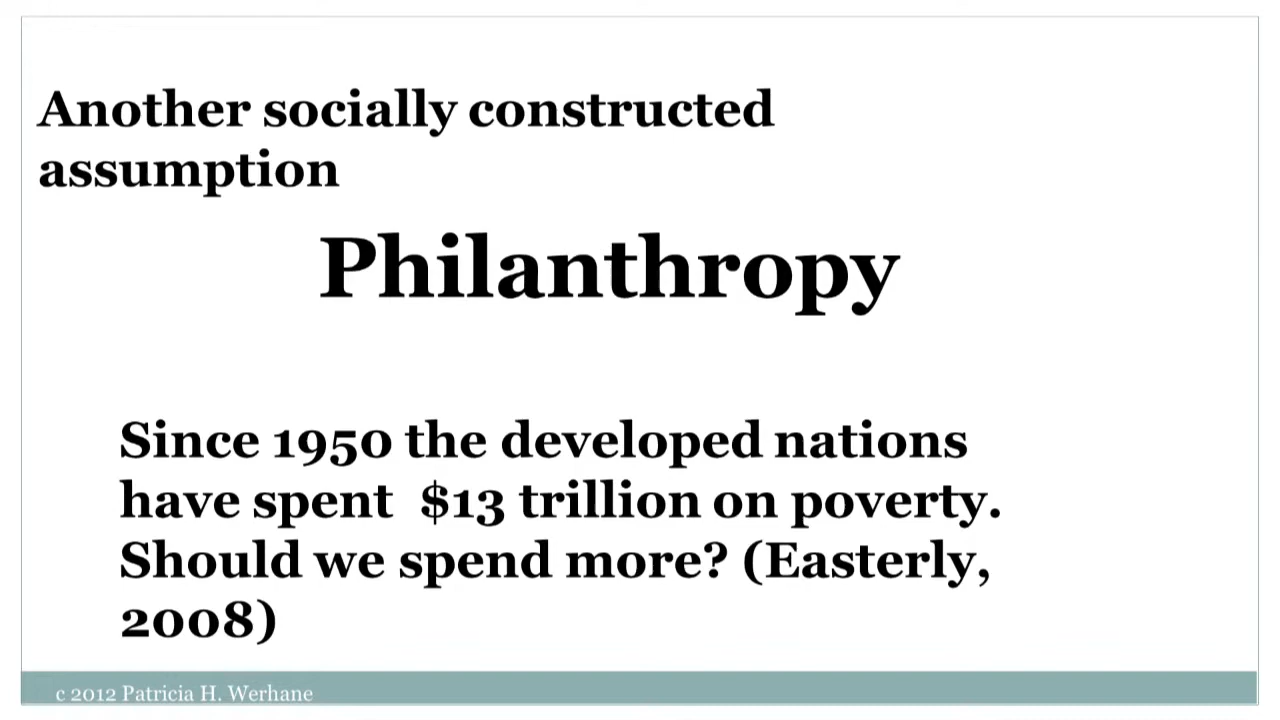 Another socially constructed
assumption
Philanthropy
Since 1950 the developed nations
have spent  $13 trillion on poverty.
Should we spend more? (Easterly,
2008)
c 2012 Patricia H. Werhane